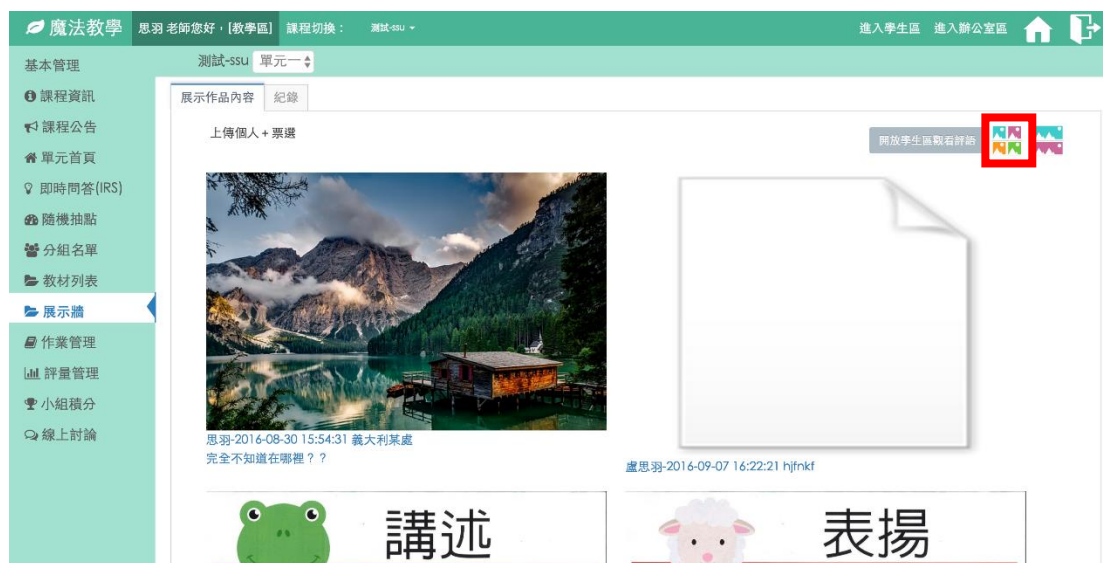 魔法教學 思羽 老師您好,[教學區] 課程切換: 測試-ssu 進入學生區 進入辦公室區
基本管理
測試-ssu 單元一
課程資訊
展示作品內容 紀錄
課程公告
上傳個人+票選
開放學生區觀看評語
單元首頁
即時問答(IRS)
隨機抽點
分組名單
教材列表
展示牆
作業管理
評量管理
小組積分
線上討論
思羽-2016-08-30 15:54:31 義大利某處
完全不知道在哪裡??
盧思羽-2016-09-07 16:22:21 hjfnkf
講述
表揚